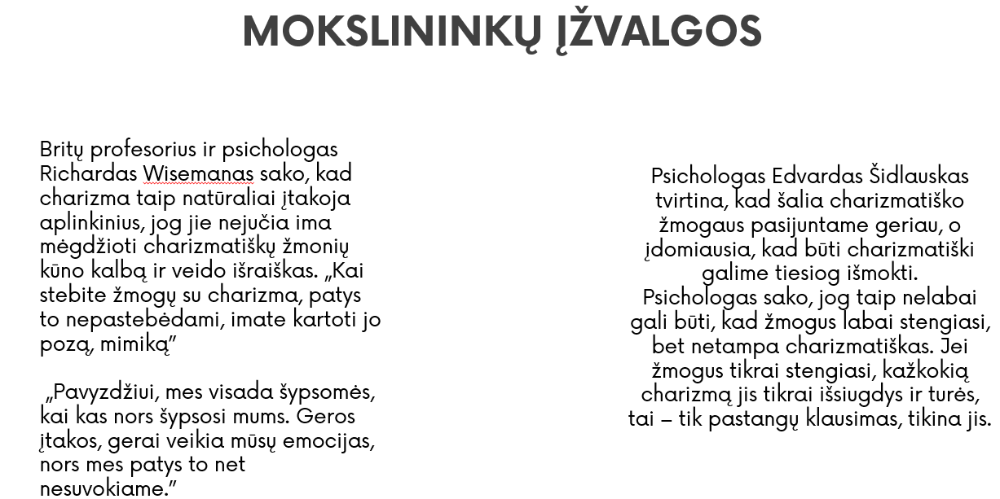 MOKSLININKŲ ĮŽVALGOS
Britų profesorius ir psichologas
Richardas Wisemanas sako, kad
charizma taip natūraliai įtakoja
aplinkinius, jog jie nejučia ima
mėgdžioti charizmatiškų žmonių
kūno kalbą ir veido išraiškas. „Kai
stebite žmogų su charizma, patys
to nepastebėdami, imate kartoti jo
pozą, mimiką”
„Pavyzdžiui, mes visada šypsomės,
kai kas nors šypsosi mums. Geros
įtakos, gerai veikia mūsų emocijas,
nors mes patys to net
nesuvokiame.”
Psichologas Edvardas Šidlauskas
tvirtina, kad šalia charizmatiško
žmogaus pasijuntame geriau, o
įdomiausia, kad būti charizmatiški
galime tiesiog išmokti.
Psichologas sako, jog taip nelabai
gali būti, kad žmogus labai stengiasi,
bet netampa charizmatiškas. Jei
žmogus tikrai stengiasi, kažkokią
charizmą jis tikrai išsiugdys ir turės,
tai – tik pastangų klausimas, tikina jis.